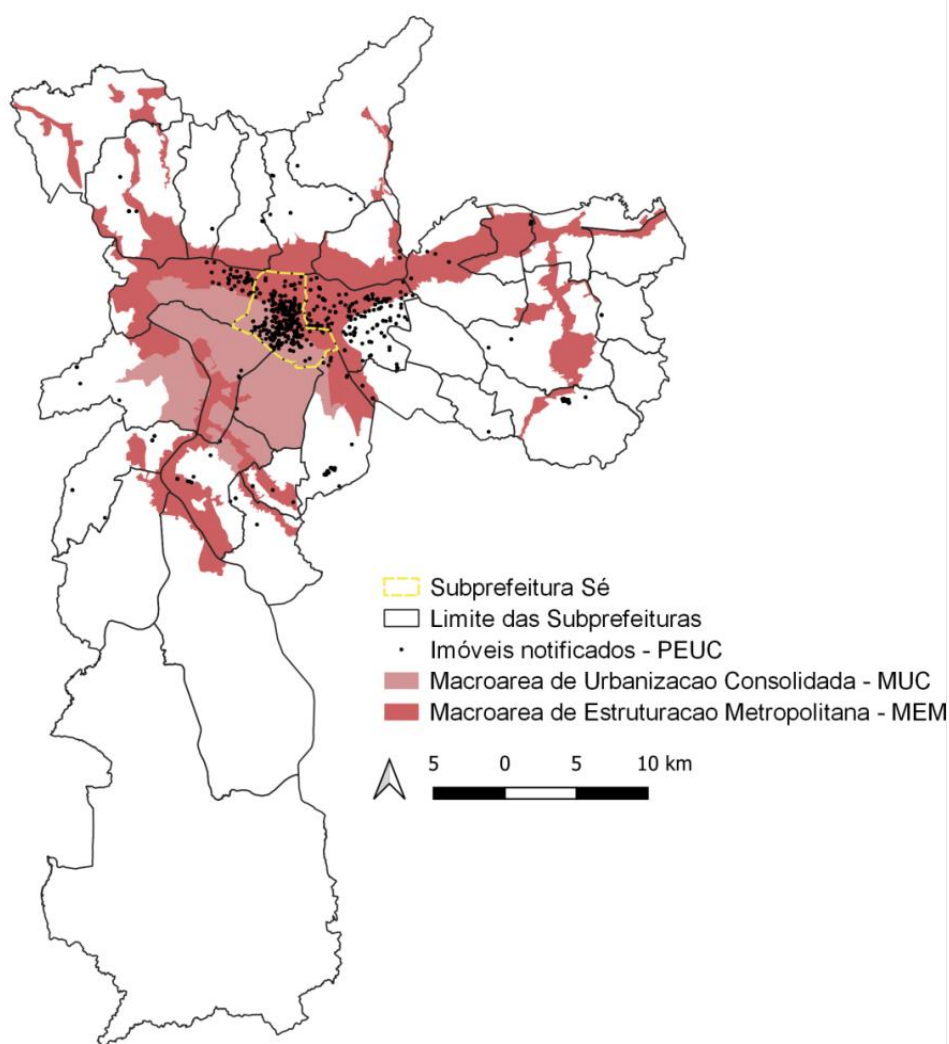 Subprefeitura Sé
Limite das Subprefeituras
Imóveis notificados - PEUC
Macroarea de Urbanizacao Consolidada - MUC
Macroarea de Estruturacao Metropolitana - MEM
5 0 5 10 km